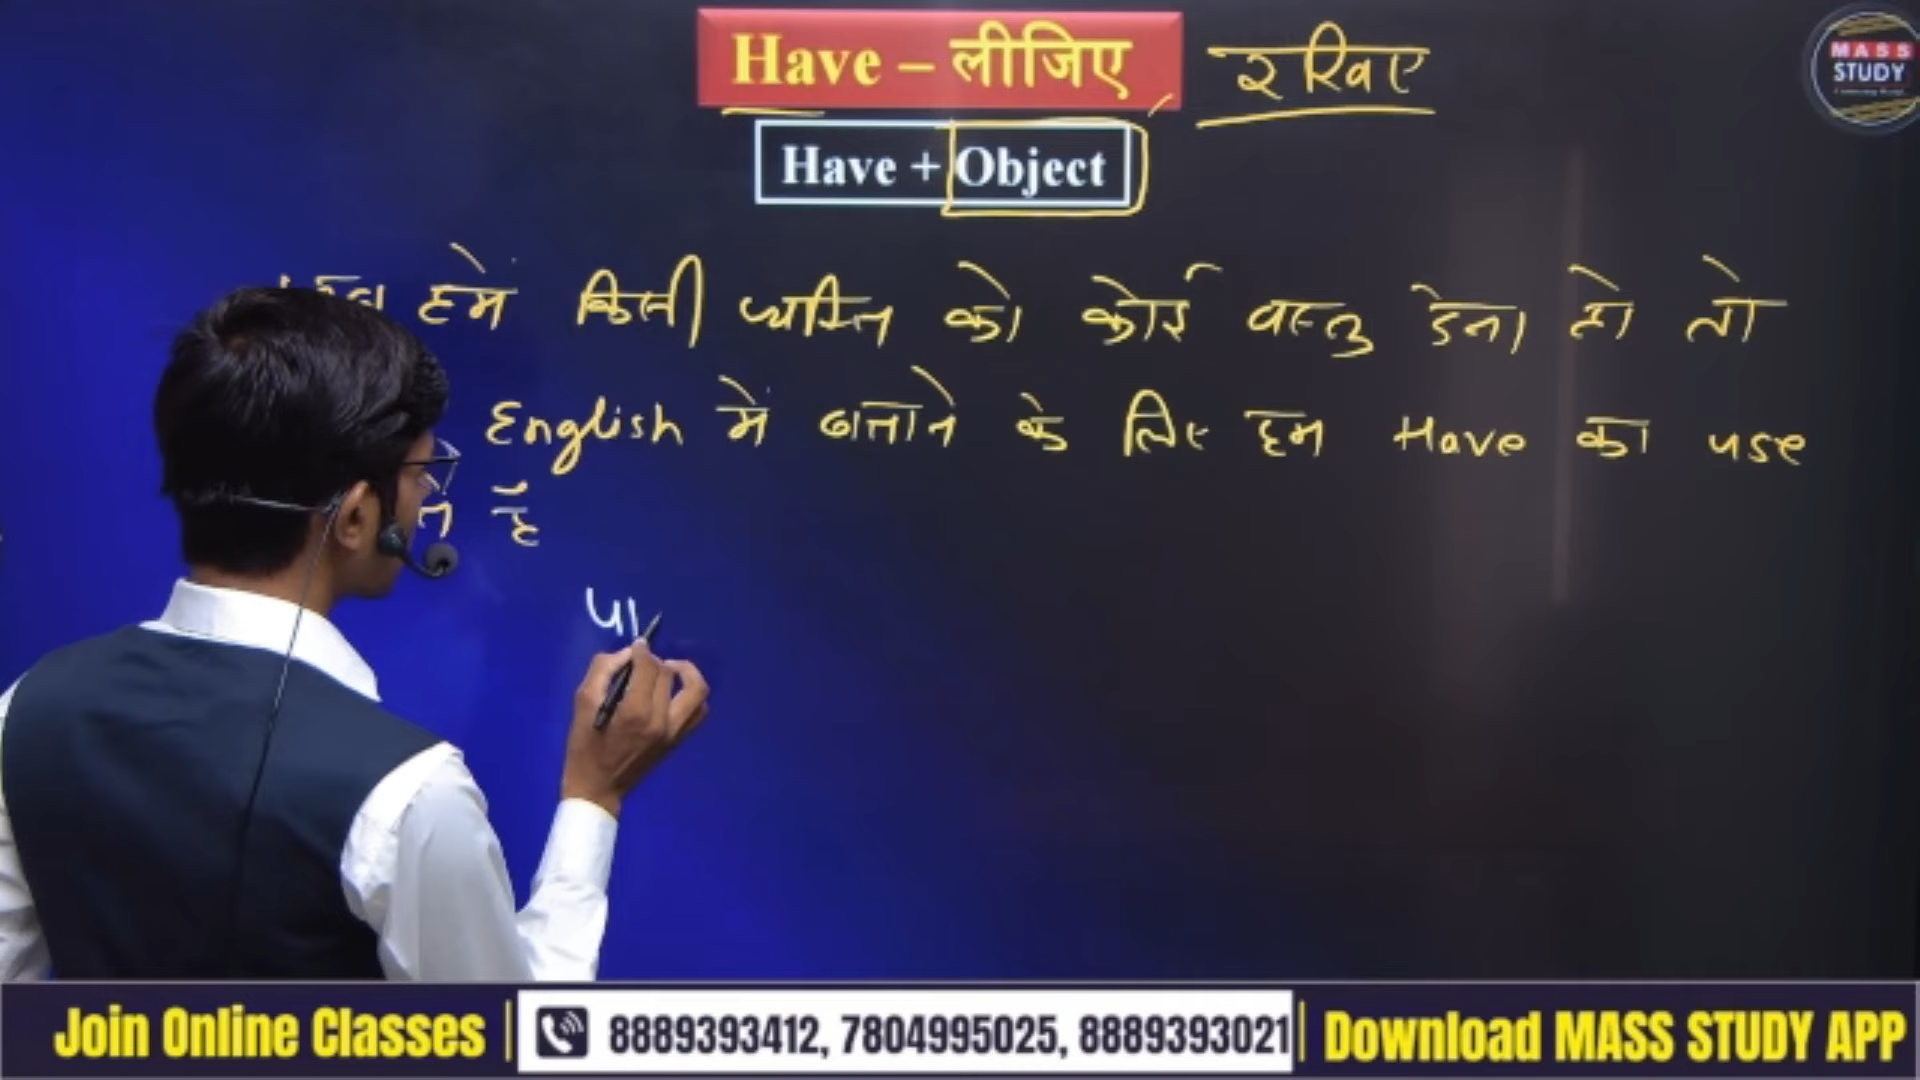 Have – लीजिए, रखिए
MASS
STUDY
Have + Object
हमें किसी व्यक्ति को कोई वस्तु देना हो तो
English में बताने के लिए हम Have का use
हैं
पा
Join Online Classes 8889393412, 7804995025, 8889393021 Download MASS STUDY APP